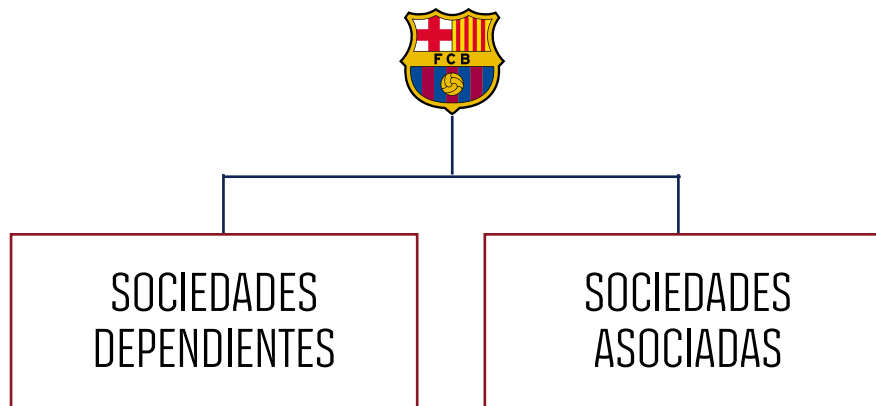 FCB
SOCIEDADES
DEPENDIENTES
SOCIEDADES
ASOCIADAS